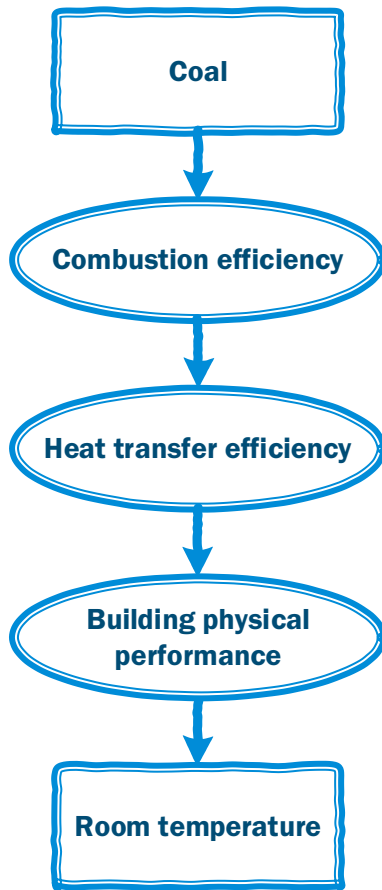 Coal
Combustion efficiency
Heat transfer efficiency
Building physical
performance
Room temperature